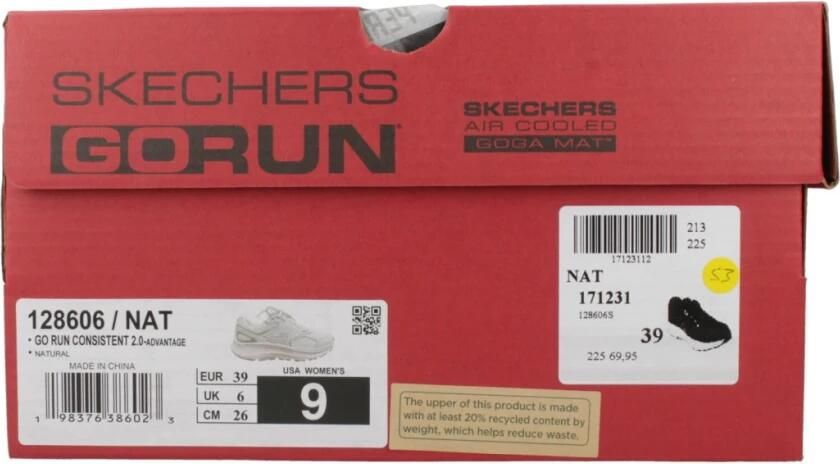 SKECHERS
GORUN
SKECHERS
AIR COOLED
GOGA MAT™
213
225
17123112
NAT
53
171231
128606S
39
225 69,95
128606 / NAT
• GO RUN CONSISTENT 2.0-ADVANTAGE
• NATURAL
MADE IN CHINA
1 98376 38602 3
EUR 39
UK 6
CM 26
USA WOMEN'S
9
The upper of this product is made
with at least 20% recycled content by
weight, which helps reduce waste.